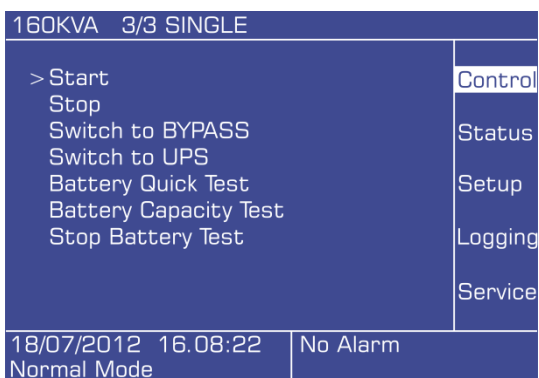 160KVA 3/3 SINGLE
> Start
Stop
Switch to BYPASS
Switch to UPS
Battery Quick Test
Battery Capacity Test
Stop Battery Test
Control
Status
Setup
Logging
Service
18/07/2012 16.08:22
Normal Mode
No Alarm